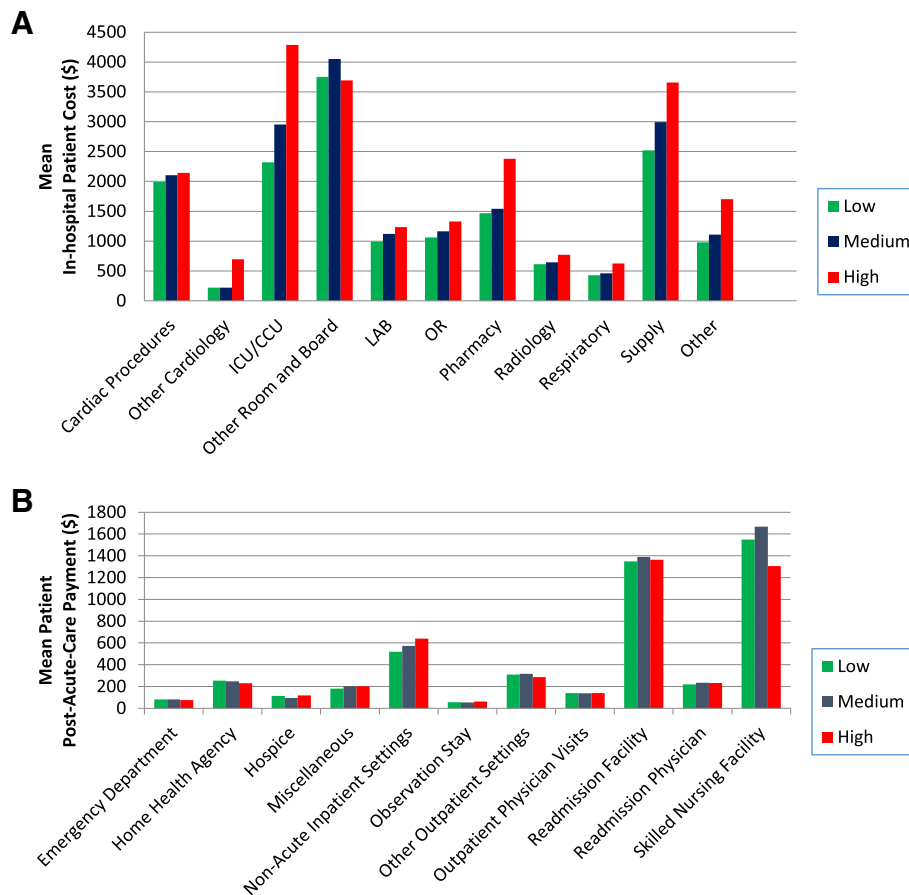 A
Mean
In-hospital Patient Cost ($)
4500
4000
3500
3000
2500
2000
1500
1000
500
0
Cardiac Procedures
Other Cardiology
ICU/CCU
Other Room and Board
LAB
OR
Pharmacy
Radiology
Respiratory
Supply
Other
Low
Medium
High
B
Mean Patient
Post-Acute-Care Payment ($)
1800
1600
1400
1200
1000
800
600
400
200
0
Emergency Department
Home Health Agency
Hospice
Miscellaneous
Non-Acute Inpatient Settings
Observation Stay
Other Outpatient Settings
Outpatient Physician Visits
Readmission Facility
Readmission Physician
Skilled Nursing Facility
Low
Medium
High